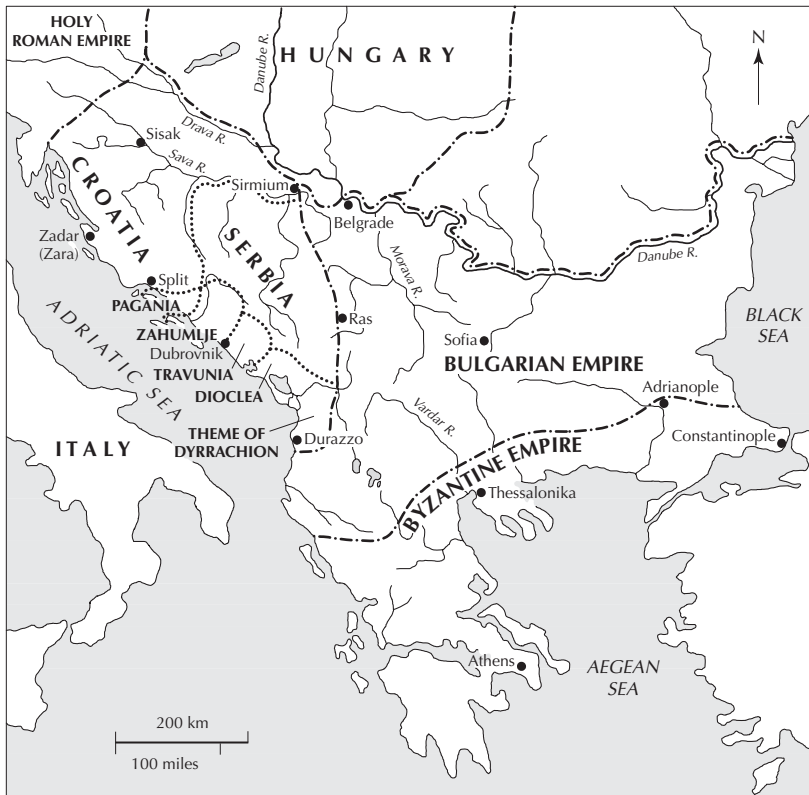 HOLY
ROMAN EMPIRE
HUNGARY
N
Danube R.
Drava R.
Sisak
Sava R.
Sirmium
Belgrade
CROATIA
Zadar
(Zara)
SERBIA
Morava R.
Danube R.
Split
PAGANIA
Ras
BLACK
SEA
ADRIATIC SEA
ZAHUMLJE
Dubrovnik
Sofia
TRAVUNIA
BULGARIAN EMPIRE
DIOCLEA
Adrianople
Vardar R.
ITALY
THEME OF
DYRRACHION
Durazzo
Constantinople
BYZANTINE EMPIRE
Thessalonika
Athens
AEGEAN
SEA
200 km
100 miles